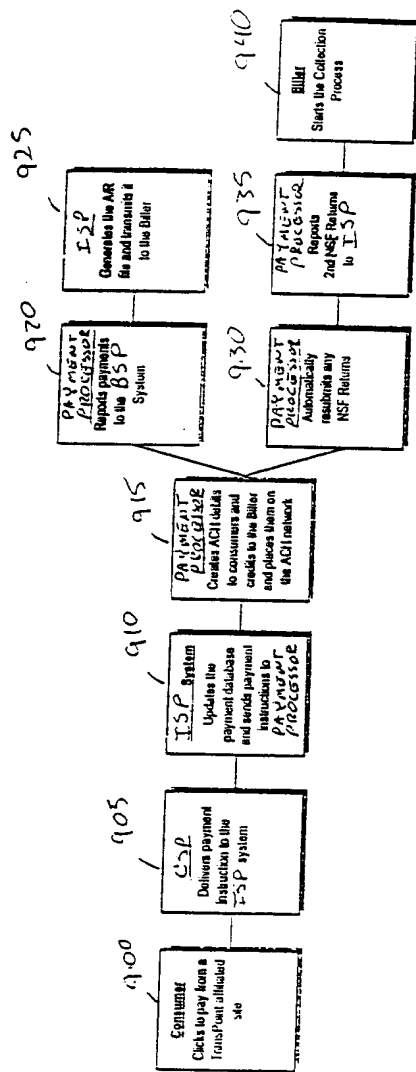 900
Consumer
Clicks to pay from a
TransPoint affiliated
site
905
CSP
Delivers payment
Instruction to the
ISP system
910
ISP System
Updates the
payment database
and sends payment
instructions to
PAYMENT
PROCESSOR
915
PAYMENT
PROCESSOR
Creates ACH debits
to consumers and
credits to the Biller
and places them on
the ACH network
920
PAYMENT
PROCESSOR
Reports payments
to the BSP
System
925
ISP
Generates the A/R
file and transmits it
to the Biller
930
PAYMENT
PROCESSOR
Automatically
resubmits any
NSF Returns
935
PAYMENT
PROCESSOR
Reports
2nd NSF Returns
to ISP
940
Biller
Starts the Collection
Process